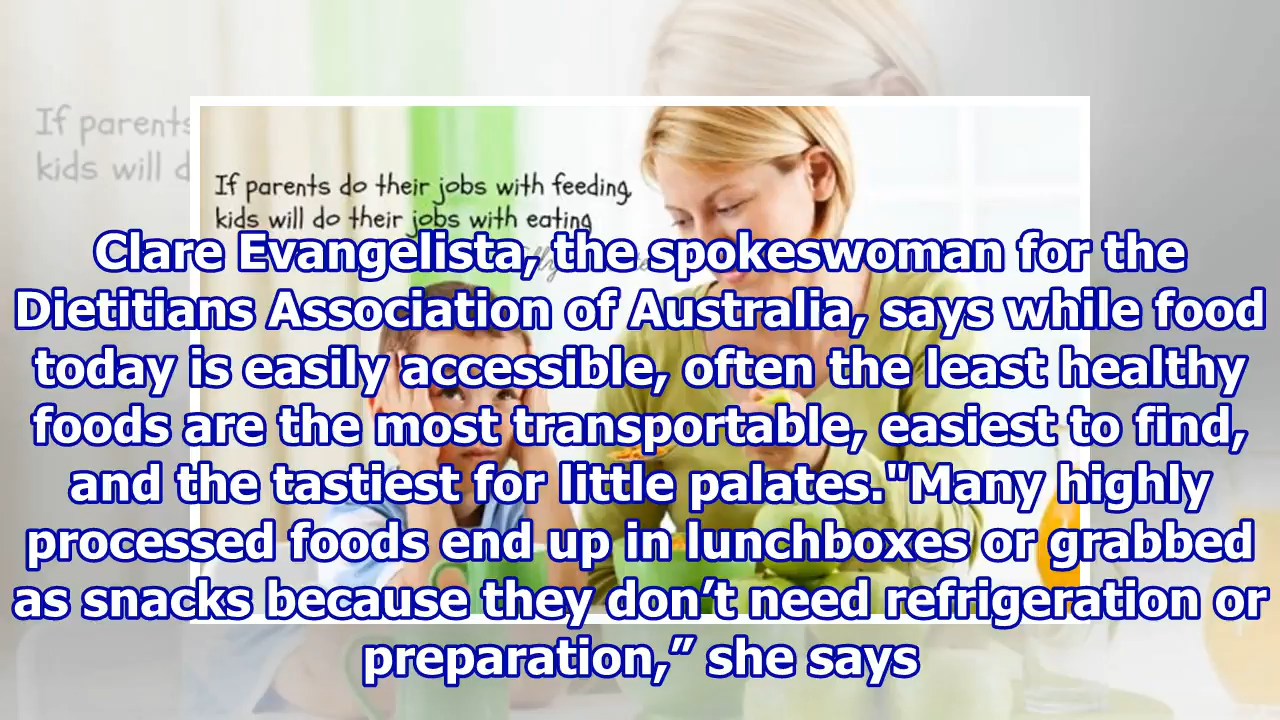 If parents
kids will d
If parents do their jobs with feeding,
kids will do their jobs with eating
Clare Evangelista, the spokeswoman for the
Dietitians Association of Australia, says while food
today is easily accessible, often the least healthy
foods are the most transportable, easiest to find,
and the tastiest for little palates."Many highly
processed foods end up in lunchboxes or grabbed
as snacks because they don’t need refrigeration or
preparation,” she says